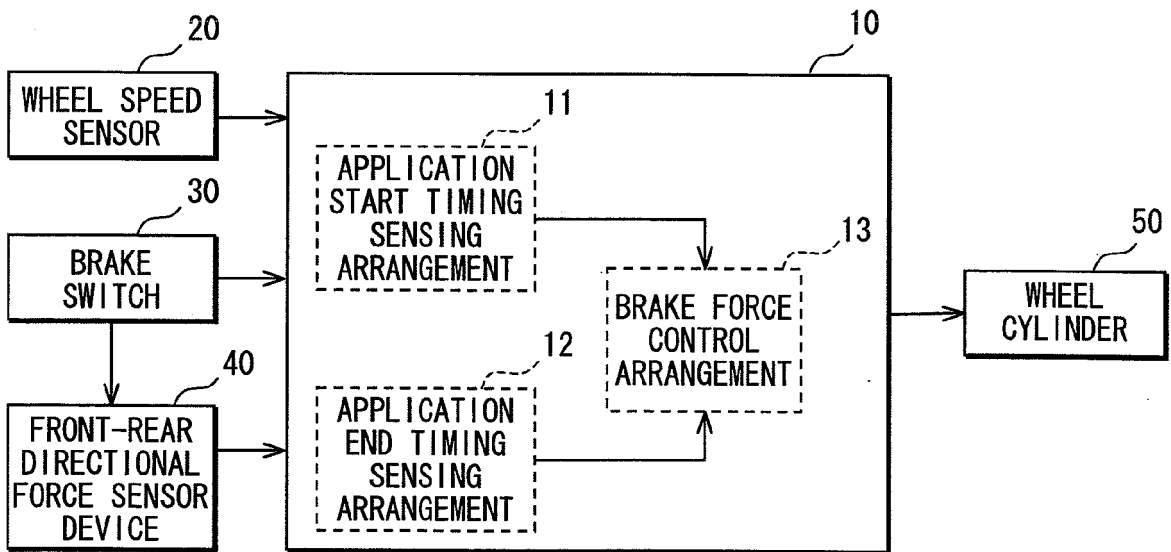 20
WHEEL SPEED
SENSOR
30
BRAKE
SWITCH
40
FRONT-REAR
DIRECTIONAL
FORCE SENSOR
DEVICE
10
11
APPLICATION
START TIMING
SENSING
ARRANGEMENT
12
APPLICATION
END TIMING
SENSING
ARRANGEMENT
13
BRAKE FORCE
CONTROL
ARRANGEMENT
50
WHEEL
CYLINDER